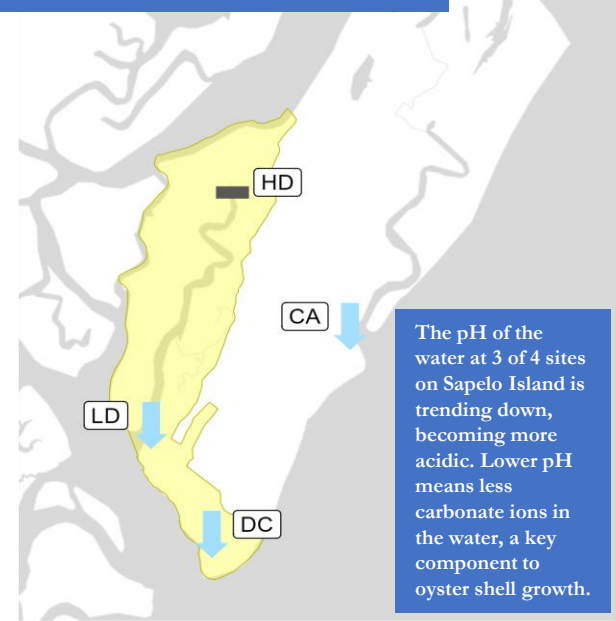 HD
CA
The pH of the
water at 3 of 4 sites
on Sapelo Island is
trending down,
becoming more
acidic. Lower pH
means less
carbonate ions in
the water, a key
component to
oyster shell growth.
LD
DC